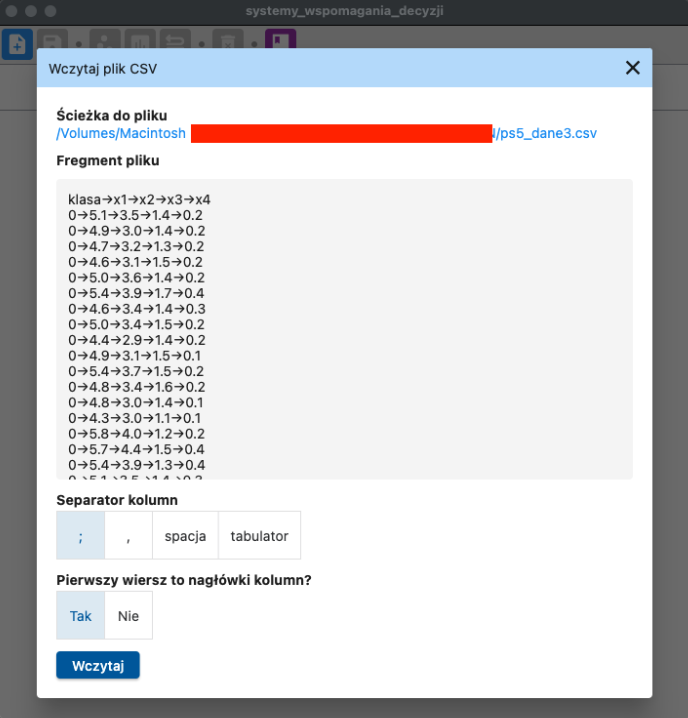 systemy_wspomagania_decyzji
Wczytaj plik CSV
Ścieżka do pliku
/Volumes/Macintosh /ps5_dane3.csv
Fregment pliku
klasa→x1→x2→x3→x4
0→5.1→3.5→1.4→0.2
0→4.9→3.0→1.4→0.2
0→4.7→3.2→1.3→0.2
0→4.6→3.1→1.5→0.2
0→5.0→3.6→1.4→0.2
0→5.4→3.9→1.7→0.4
0→4.6→3.4→1.4→0.3
0→5.0→3.4→1.5→0.2
0→4.4→2.9→1.4→0.2
0→4.9→3.1→1.5→0.1
0→5.4→3.7→1.5→0.2
0→4.8→3.4→1.6→0.2
0→4.8→3.0→1.4→0.1
0→4.3→3.0→1.1→0.1
0→5.8→4.0→1.2→0.2
0→5.7→4.4→1.5→0.4
0→5.4→3.9→1.3→0.4
0→5.1→3.5→1.4→0.3
Separator kolumn
; , spacja tabulator
Pierwszy wiersz to nagłówki kolumn?
Tak Nie
Wczytaj